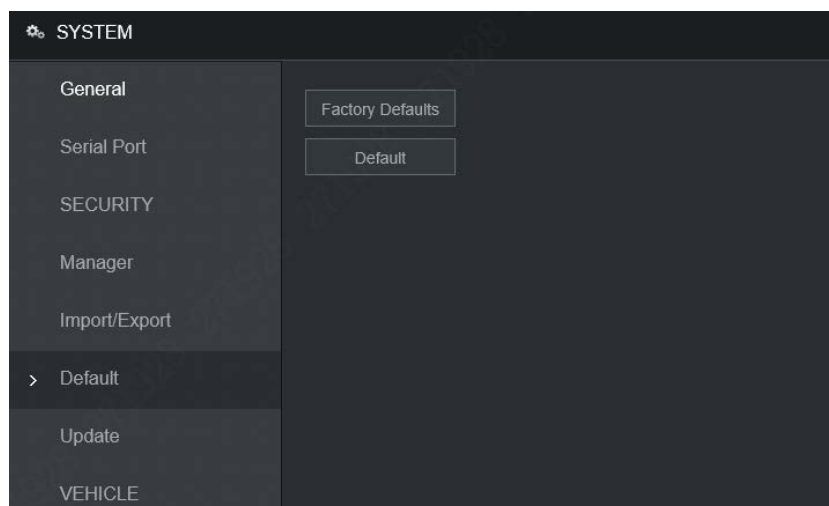 SYSTEM
General
Serial Port
SECURITY
Manager
Import/Export
Default
Update
VEHICLE
Factory Defaults
Default